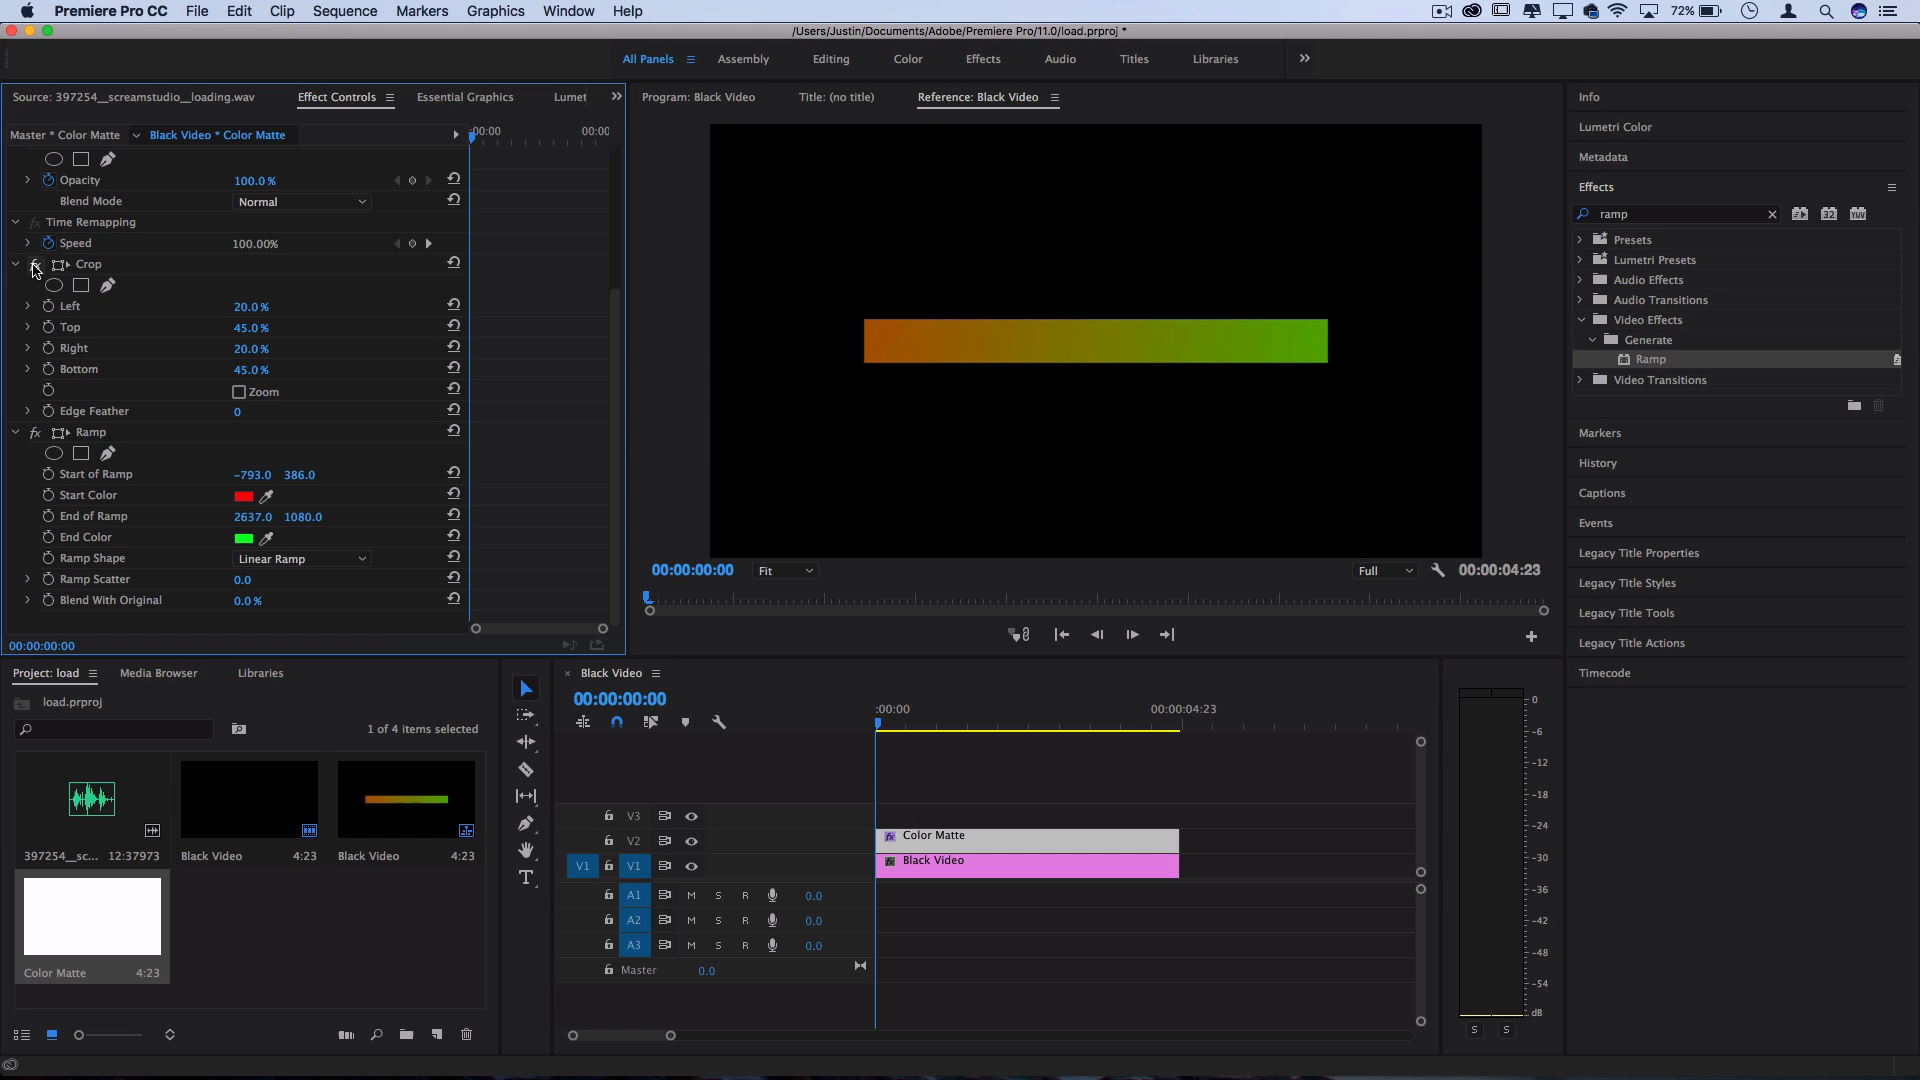 Premiere Pro CC File Edit Clip Sequence Markers Graphics Window Help 72%
/Users/Justin/Documents/Adobe/Premiere Pro/11.0/load.prproj *
All Panels Assembly Editing Color Effects Audio Titles Libraries
Source: 397254__screamstudio__loading.wav Effect Controls Essential Graphics Lumet
Master * Color Matte Black Video * Color Matte
:00:00 00:00
Opacity 100.0 %
Blend Mode Normal
fx Time Remapping
Speed 100.00%
Crop
Left 20.0 %
Top 45.0 %
Right 20.0 %
Bottom 45.0 %
Zoom
Edge Feather 0
fx Ramp
Start of Ramp -793.0 386.0
Start Color
End of Ramp 2637.0 1080.0
End Color
Ramp Shape Linear Ramp
Ramp Scatter 0.0
Blend With Original 0.0 %
00:00:00:00
Program: Black Video Title: (no title) Reference: Black Video
00:00:00:00 Fit Full 00:00:04:23
Info
Lumetri Color
Metadata
Effects
ramp 32 YUV
Presets
Lumetri Presets
Audio Effects
Audio Transitions
Video Effects
Generate
Ramp
Video Transitions
Markers
History
Captions
Events
Legacy Title Properties
Legacy Title Styles
Legacy Title Tools
Legacy Title Actions
Timecode
Project: load Media Browser Libraries
load.prproj
1 of 4 items selected
397254__sc... 12:37973 Black Video 4:23 Black Video 4:23
Color Matte 4:23
Black Video
00:00:00:00
:00:00 00:00:04:23
V3
V2 fx Color Matte
V1 V1 fx Black Video
A1 M S R 0.0
A2 M S R 0.0
A3 M S R 0.0
Master 0.0
0
-6
-12
-18
-24
-30
-36
-42
-48
-54
dB
S S